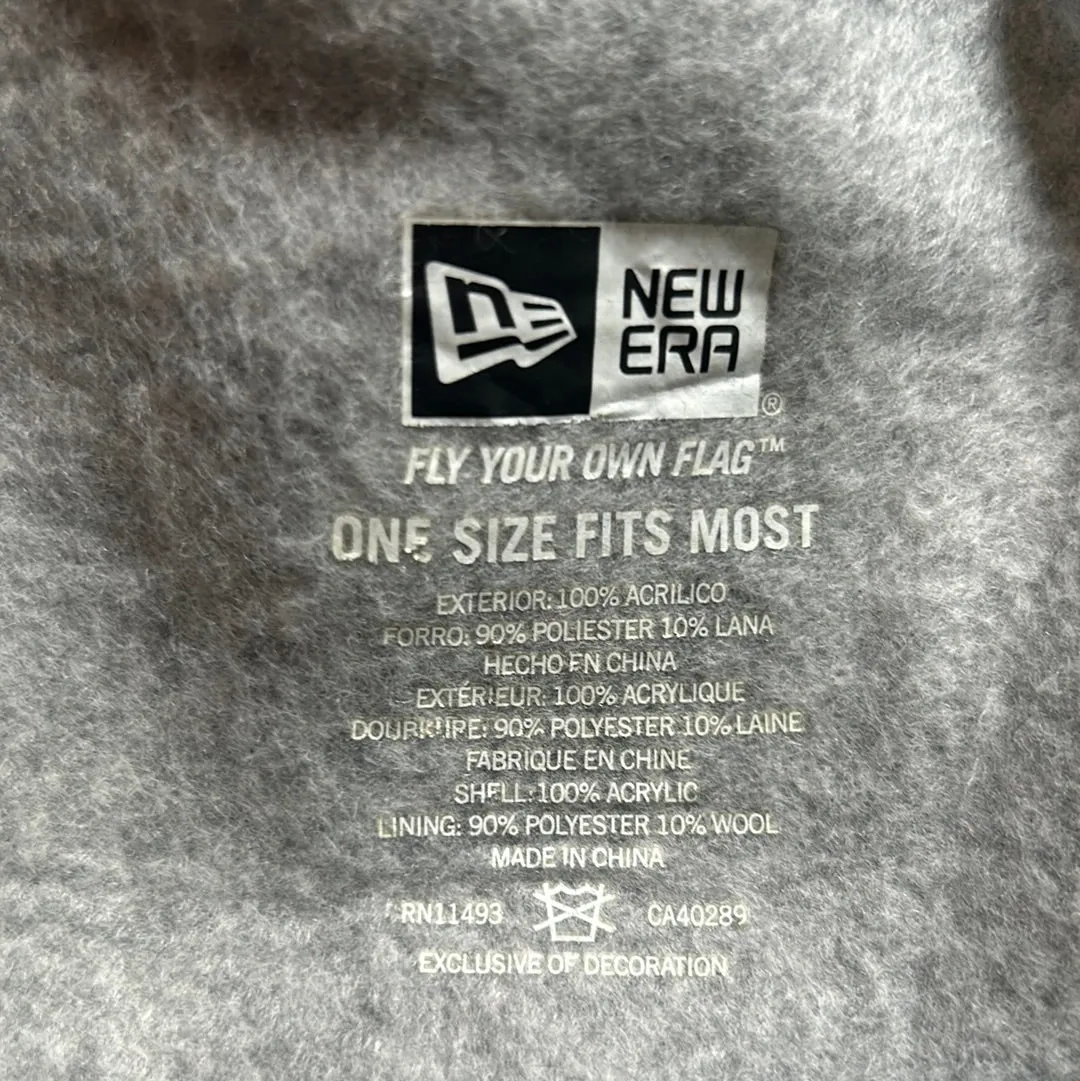 NEW
ERA
®
FLY YOUR OWN FLAG™
ONE SIZE FITS MOST
EXTERIOR: 100% ACRILICO
FORRO: 90% POLIESTER 10% LANA
HECHO EN CHINA
EXTÉRIEUR: 100% ACRYLIQUE
90% POLYESTER 10% LAINE
FABRIQUE EN CHINE
SHELL: 100% ACRYLIC
LINING: 90% POLYESTER 10% WOOL
MADE IN CHINA
RN11493 CA40289
EXCLUSIVE OF DECORATION